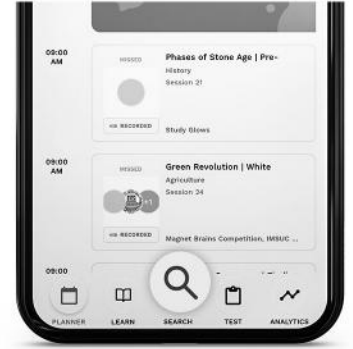 09:00
AM
MISSED
Phases of Stone Age | Pre-
History
Session 21
RECORDED
Study Glows
09:00
AM
MISSED
Green Revolution | White
Agriculture
Session 24
+1
RECORDED
Magnet Brains Competition, IMSUC ...
09:00
PLANNER
LEARN
SEARCH
TEST
ANALYTICS